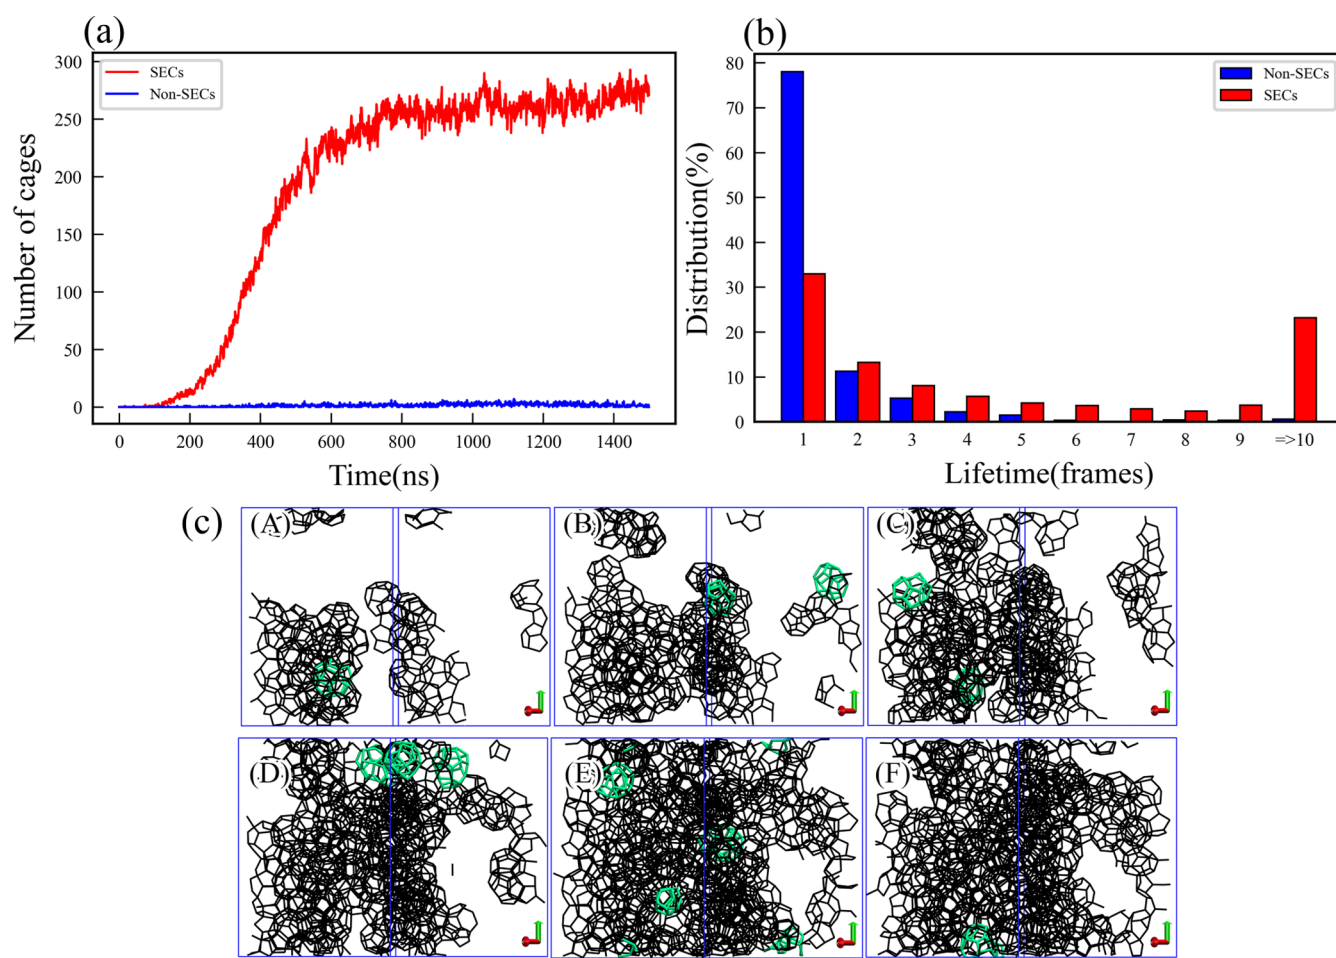 (a)
300
250
200
150
100
50
0
Number of cages
SECs
Non-SECs
0 200 400 600 800 1000 1200 1400
Time(ns)
(b)
80
70
60
50
40
30
20
10
0
Distribution(%)
Non-SECs
SECs
1 2 3 4 5 6 7 8 9 =>10
Lifetime(frames)
(c)
(A) (B) (C)
(D) (E) (F)